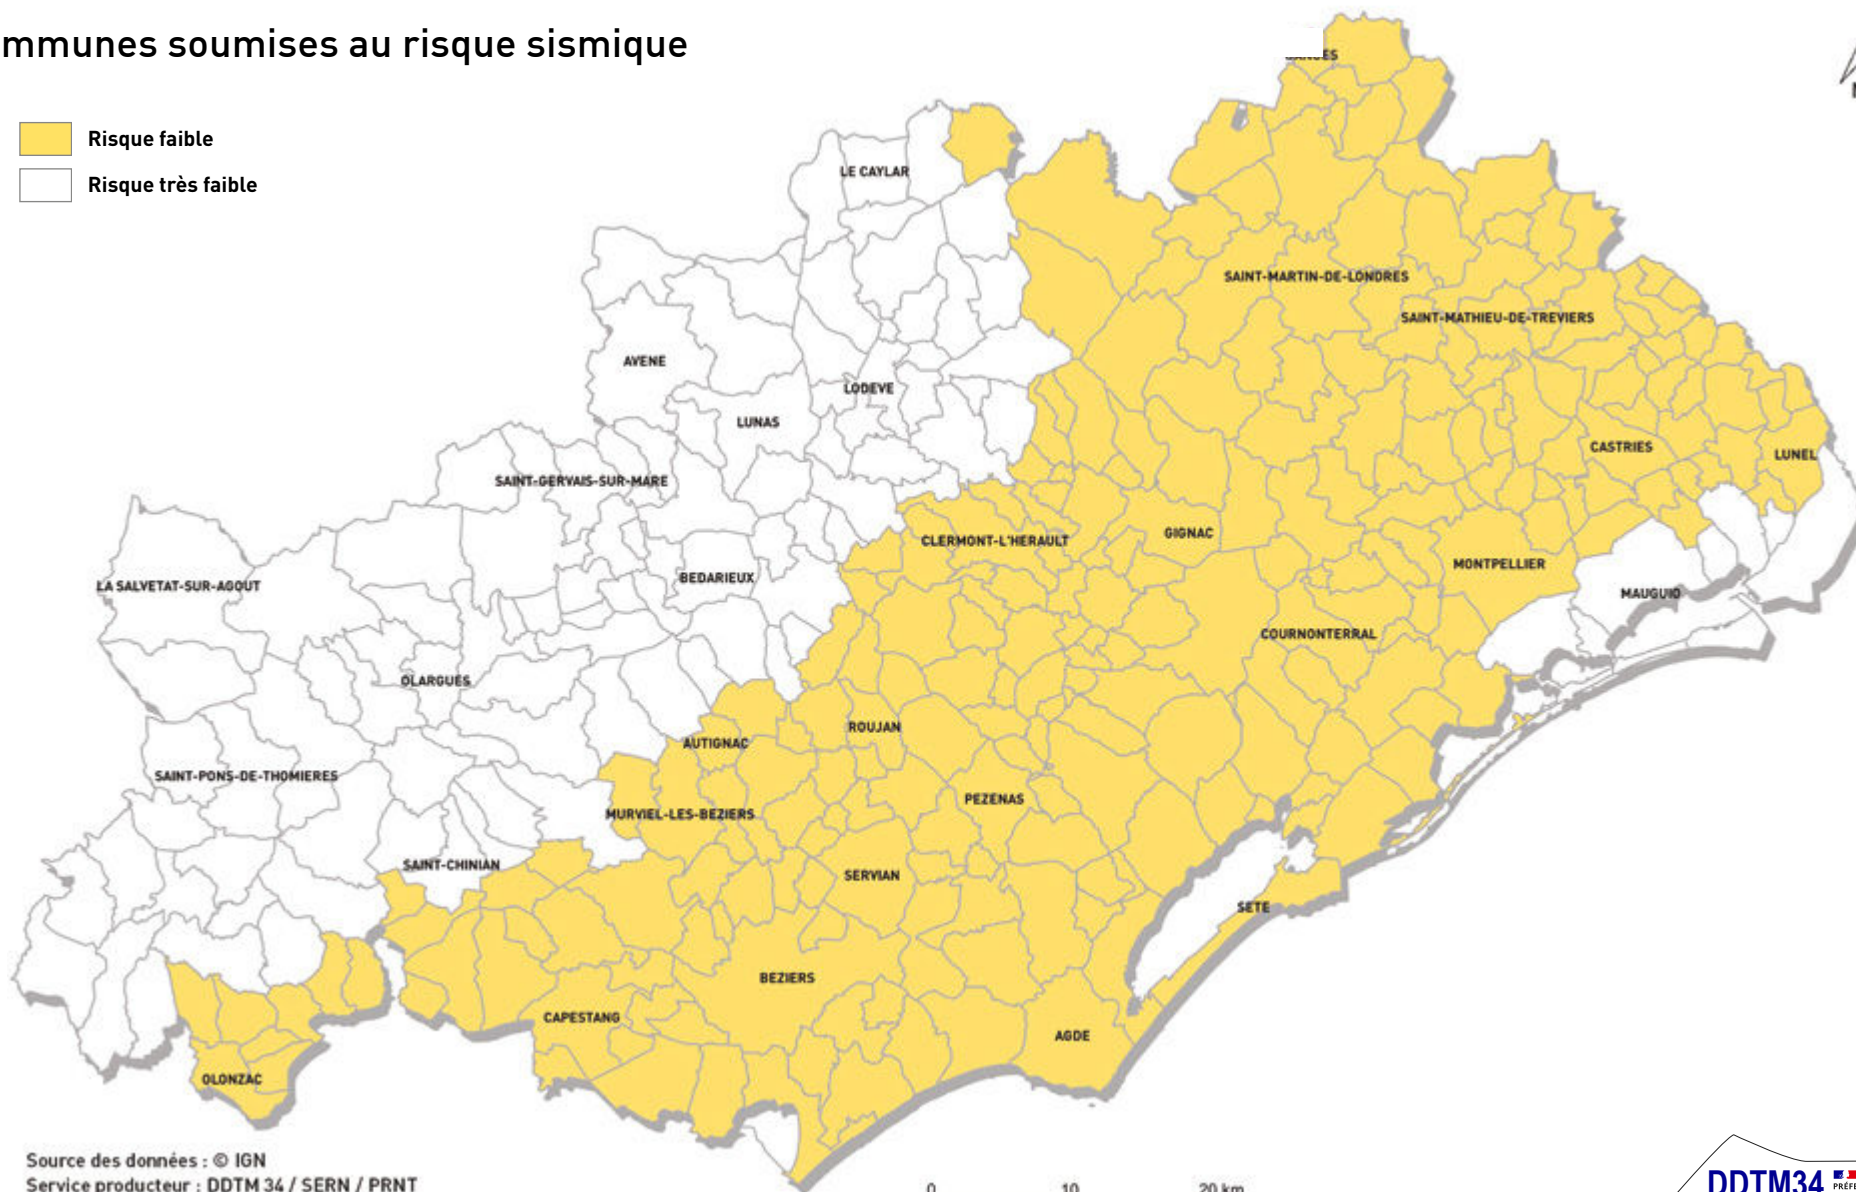 mmunes soumises au risque sismique
Risque faible
Risque très faible
LE CAYLAR
SAINT-MARTIN-DE-LONDRES
SAINT-MATHIEU-DE-TREVIERS
AVENE
LODEVE
LUNAS
CASTRIES
LUNEL
SAINT-GERVAIS-SUR-MARE
CLERMONT-L'HERAULT
GIGNAC
MONTPELLIER
BEDARIEUX
LA SALVETAT-SUR-AGOUT
MAUGUIO
COURNONTERRAL
OLARGUES
ROUJAN
AUTIGNAC
SAINT-PONS-DE-THOMIERES
PEZENAS
MURVIEL-LES-BEZIERS
SAINT-CHINIAN
SERVIAN
SETE
BEZIERS
CAPESTANG
AGDE
OLONZAC
Source des données : © IGN
Service producteur : DDTM 34 / SERN / PRNT
0 10 20 km
DDTM34